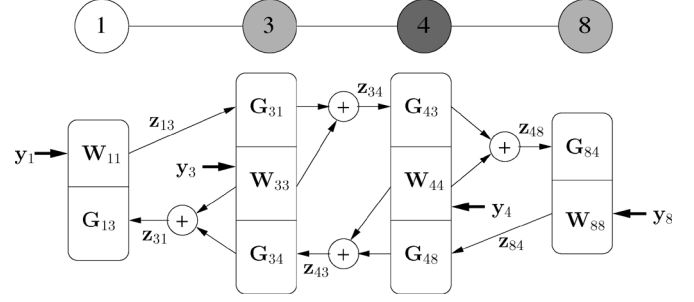 1 3 4 8
G₃₁ + z₃₄ G₄₃
z₁₃ z₄₈
y₁ W₁₁ + G₈₄
y₃ W₃₃ W₄₄
y₄ W₈₈ y₈
G₁₃ +
z₃₁ z₈₄
G₃₄ z₄₃ + G₄₈